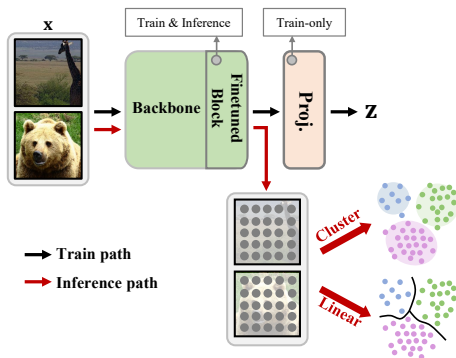 x
Train & Inference
Train-only
Backbone
Finetuned
Block
Proj.
z
Train path
Inference path
Cluster
Linear